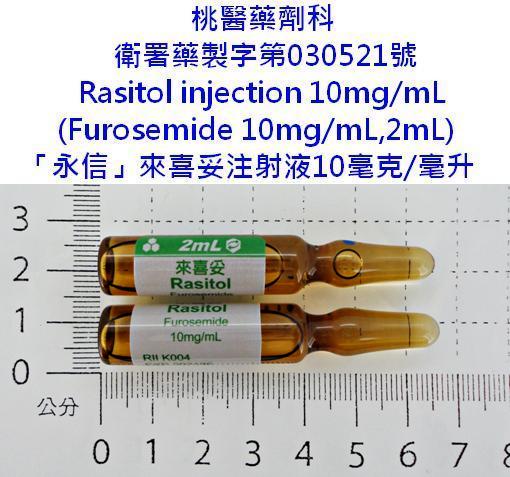 桃醫藥劑科
衛署藥製字第030521號
Rasitol injection 10mg/mL
(Furosemide 10mg/mL,2mL)
「永信」來喜妥注射液10毫克/毫升
3
2
1
0
公分
2mL
來喜妥
Rasitol
Furosemide
Rasitol
Furosemide
10mg/mL
RII K004
0 1 2 3 4 5 6 7 8